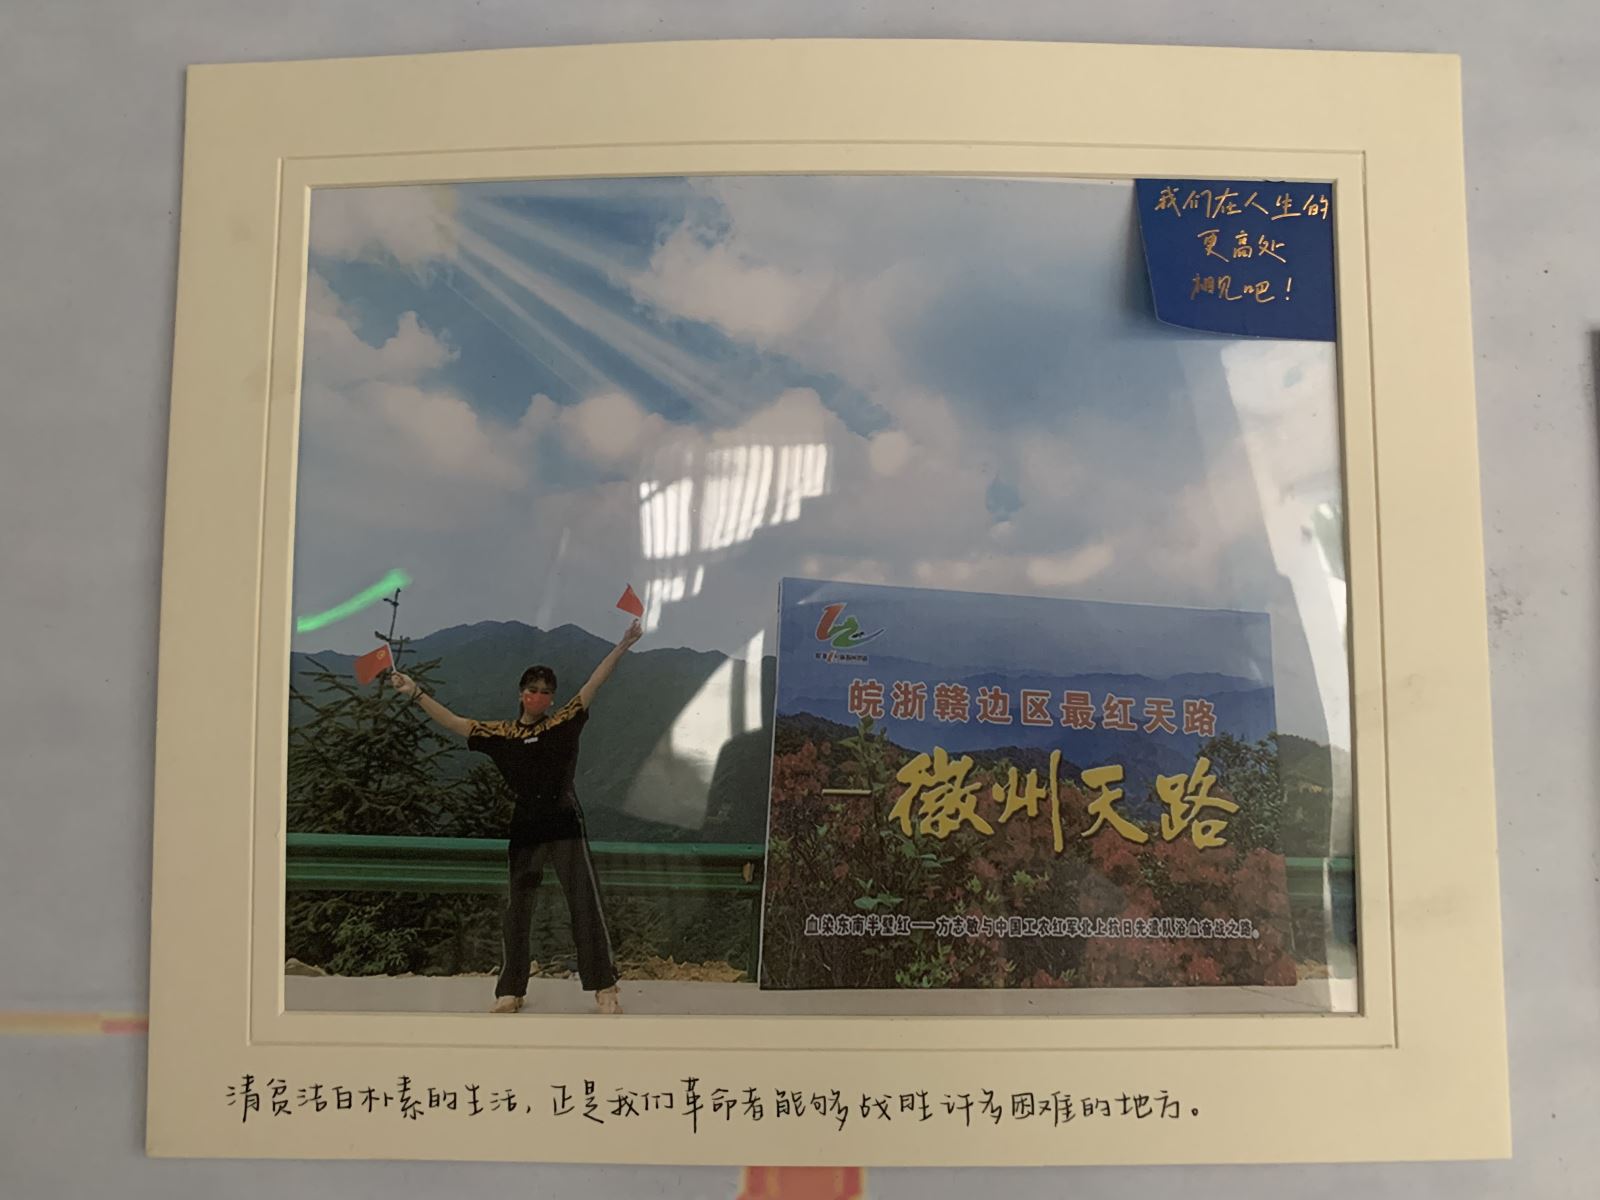 我们在人生的
更高处
相见吧！
皖浙赣边区最红天路
—徽州天路
血染东南半壁红——方志敏与中国工农红军北上抗日先遣队浴血奋战之路。
清贫洁白朴素的生活，正是我们革命者能够战胜许多困难的地方。